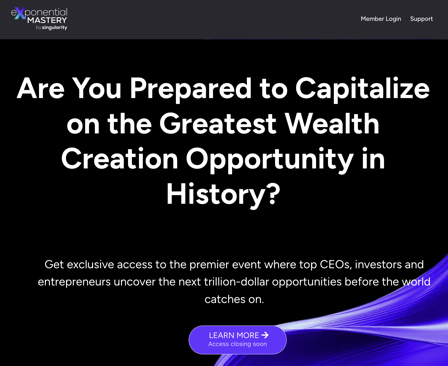 exponential
MASTERY
by singularity
Member Login
Support
Are You Prepared to Capitalize
on the Greatest Wealth
Creation Opportunity in
History?
Get exclusive access to the premier event where top CEOs, investors and
entrepreneurs uncover the next trillion-dollar opportunities before the world
catches on.
LEARN MORE →
Access closing soon